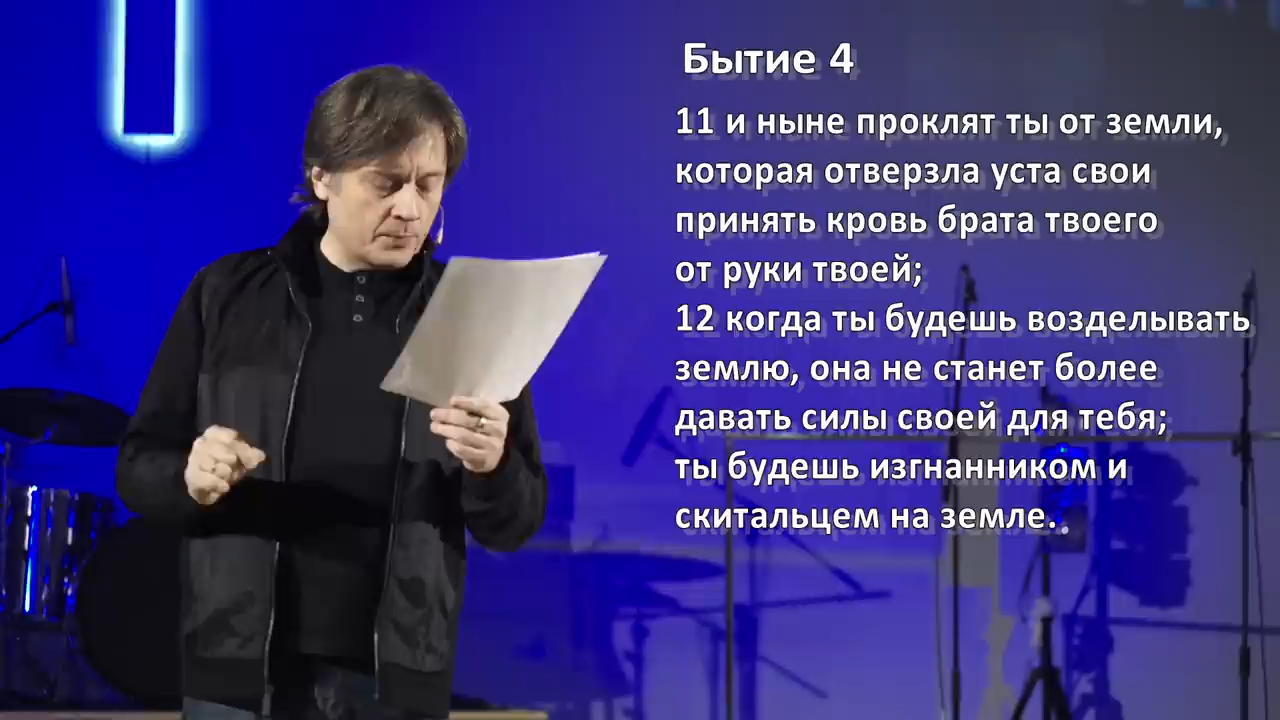 Бытие 4
11 и ныне проклят ты от земли,
которая отверзла уста свои
принять кровь брата твоего
от руки твоей;
12 когда ты будешь возделывать
землю, она не станет более
давать силы своей для тебя;
ты будешь изгнанником и
скитальцем на земле.